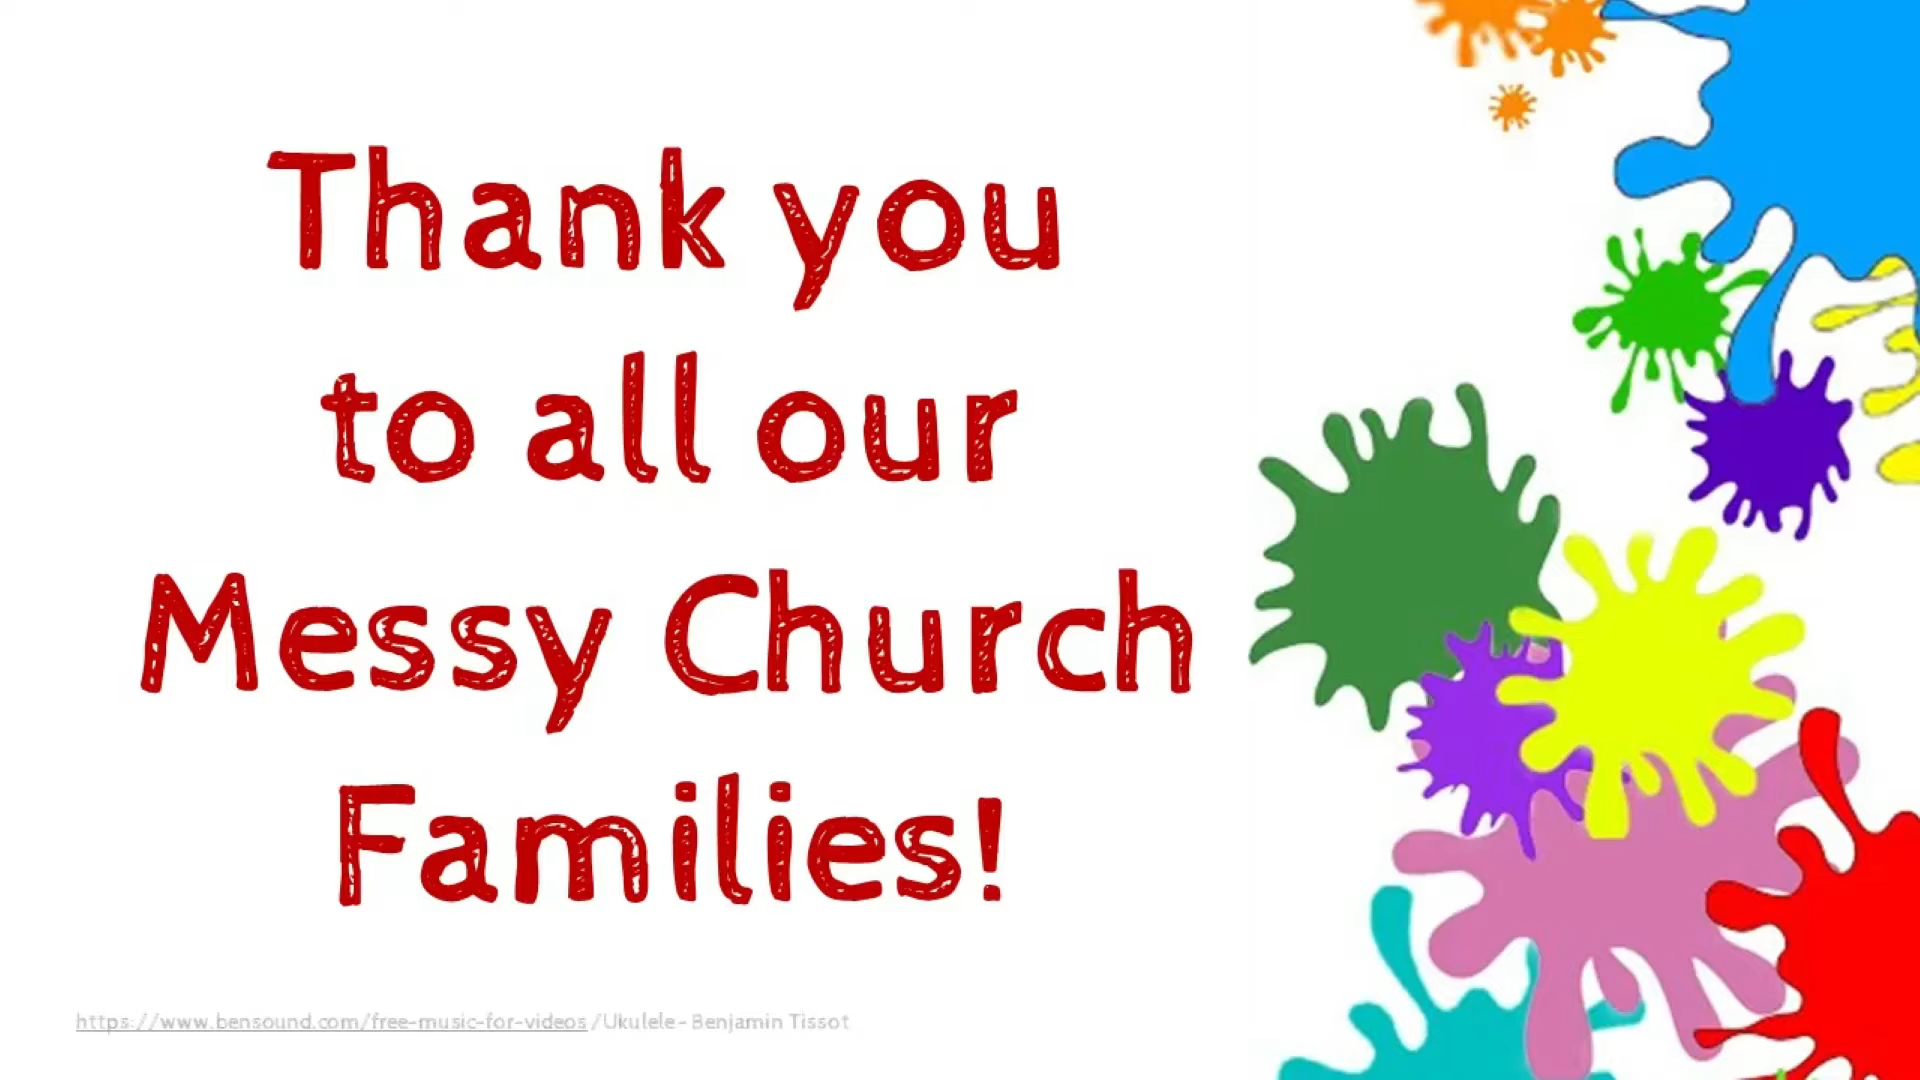 Thank you
to all our
Messy Church
Families!
https://www.bensound.com/free-music-for-videos /Ukulele - Benjamin Tissot